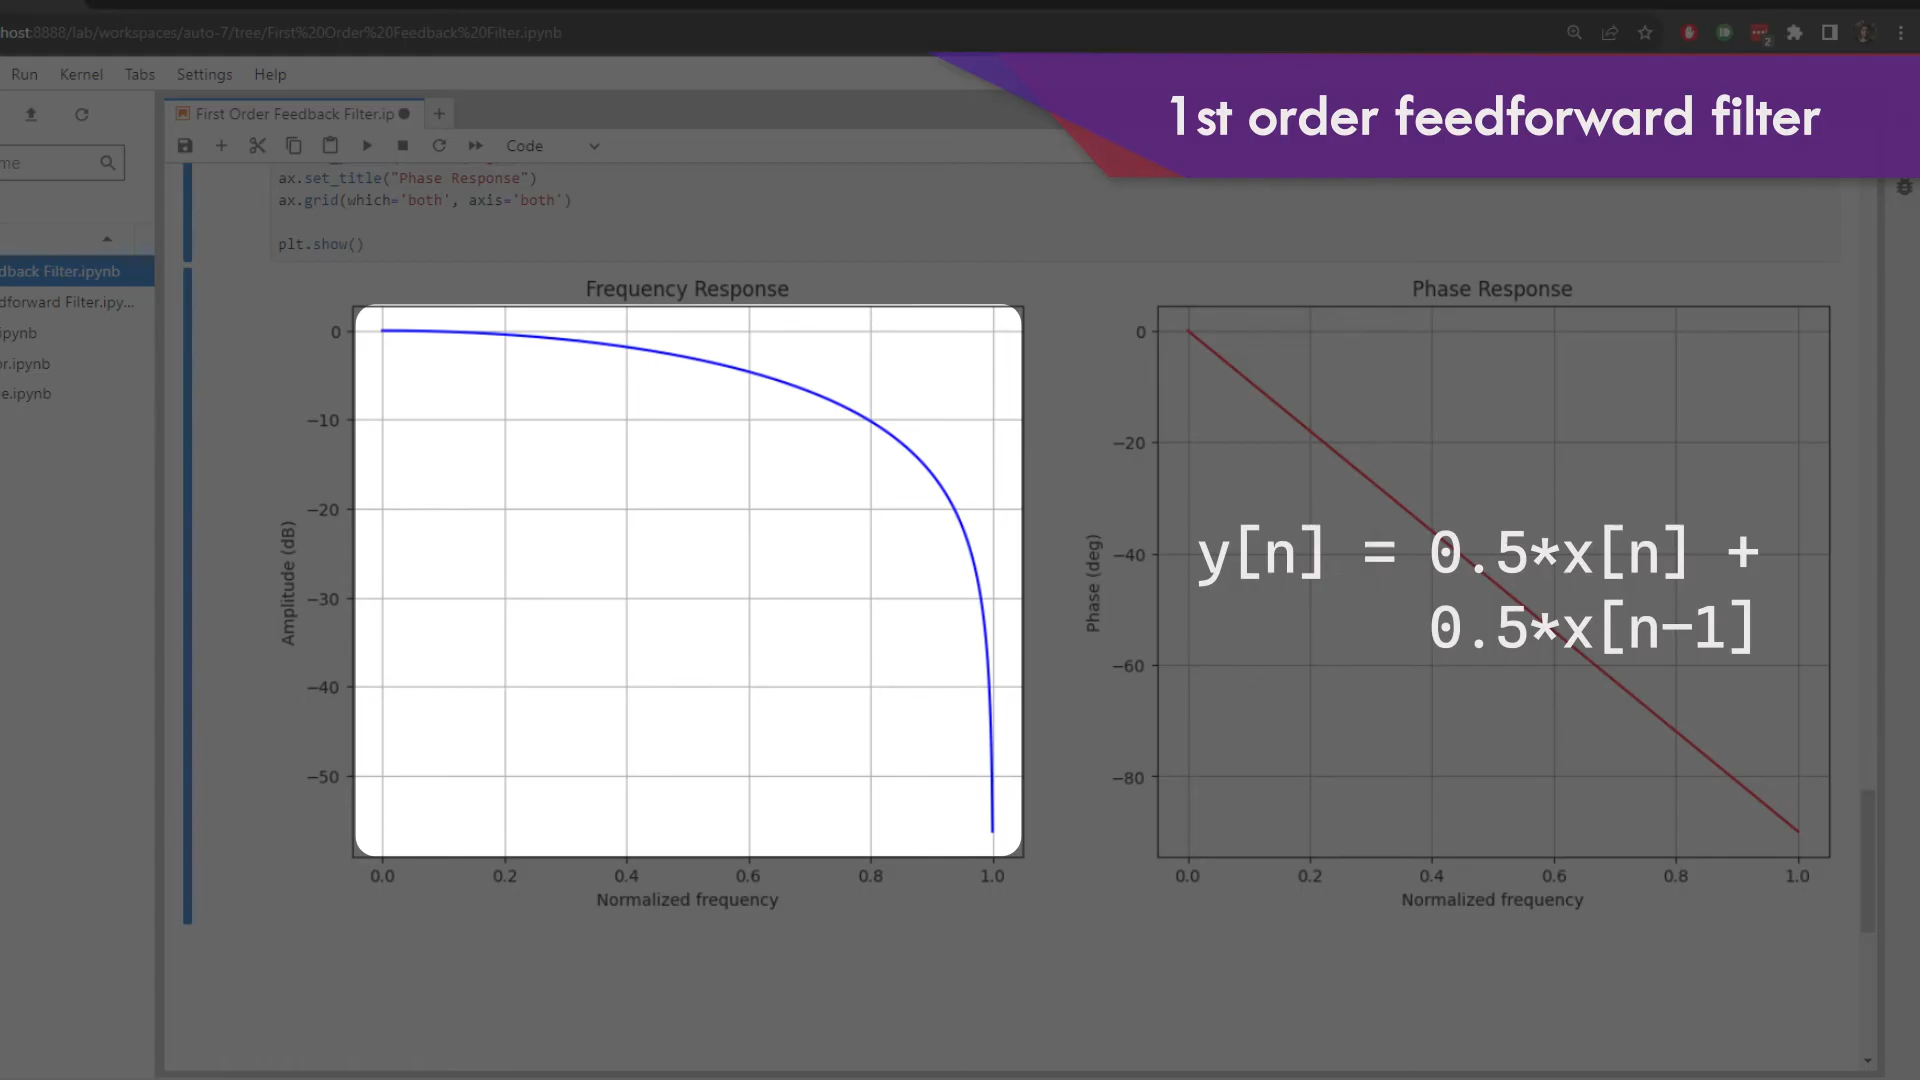 host:8888/lab/workspaces/auto-7/tree/First%20Order%20Feedback%20Filter.ipynb
2
Run Kernel Tabs Settings Help
1st order feedforward filter
First Order Feedback Filter.ip
Code
me
ax.set_title("Phase Response")
ax.grid(which='both', axis='both')
plt.show()
dback Filter.ipynb
dforward Filter.ipy...
ipynb
or.ipynb
e.ipynb
Frequency Response
0
−10
−20
−30
−40
−50
Amplitude (dB)
0.0 0.2 0.4 0.6 0.8 1.0
Normalized frequency
Phase Response
0
−20
−40
−60
−80
Phase (deg)
y[n] = 0.5*x[n] +
0.5*x[n−1]
0.0 0.2 0.4 0.6 0.8 1.0
Normalized frequency